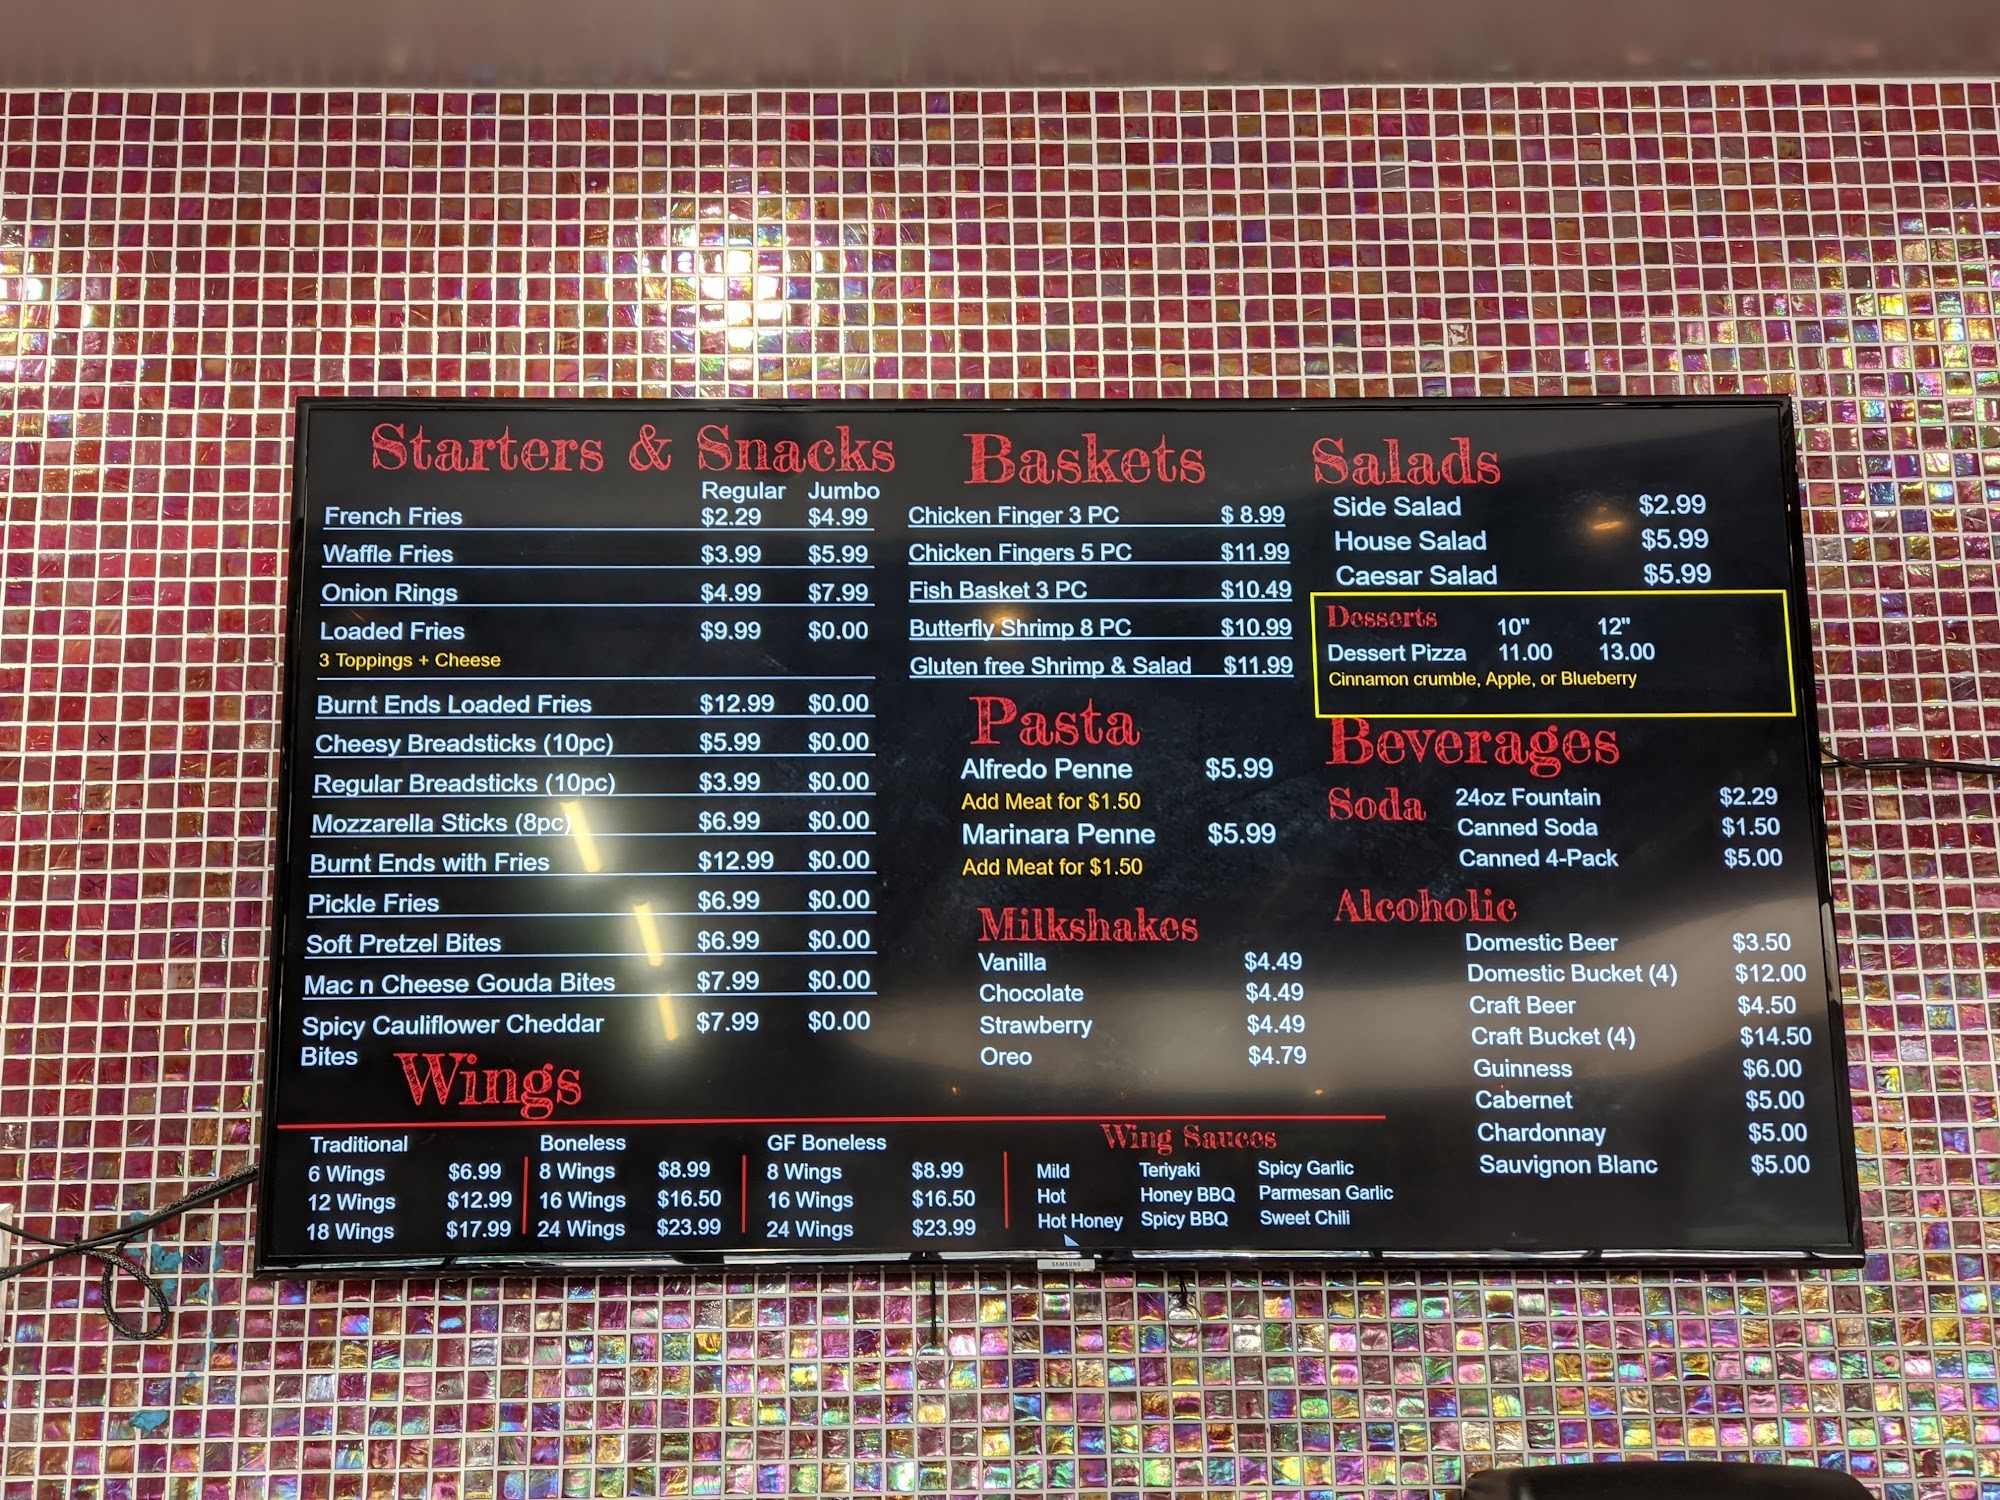 Starters & Snacks
Regular Jumbo
French Fries $2.29 $4.99
Waffle Fries $3.99 $5.99
Onion Rings $4.99 $7.99
Loaded Fries $9.99 $0.00
3 Toppings + Cheese
Burnt Ends Loaded Fries $12.99 $0.00
Cheesy Breadsticks (10pc) $5.99 $0.00
Regular Breadsticks (10pc) $3.99 $0.00
Mozzarella Sticks (8pc) $6.99 $0.00
Burnt Ends with Fries $12.99 $0.00
Pickle Fries $6.99 $0.00
Soft Pretzel Bites $6.99 $0.00
Mac n Cheese Gouda Bites $7.99 $0.00
Spicy Cauliflower Cheddar $7.99 $0.00
Bites
Baskets
Chicken Finger 3 PC $ 8.99
Chicken Fingers 5 PC $11.99
Fish Basket 3 PC $10.49
Butterfly Shrimp 8 PC $10.99
Gluten free Shrimp & Salad $11.99
Pasta
Alfredo Penne $5.99
Add Meat for $1.50
Marinara Penne $5.99
Add Meat for $1.50
Milkshakes
Vanilla $4.49
Chocolate $4.49
Strawberry $4.49
Oreo $4.79
Salads
Side Salad $2.99
House Salad $5.99
Caesar Salad $5.99
Desserts 10" 12"
Dessert Pizza 11.00 13.00
Cinnamon crumble, Apple, or Blueberry
Beverages
Soda 24oz Fountain $2.29
Canned Soda $1.50
Canned 4-Pack $5.00
Alcoholic
Domestic Beer $3.50
Domestic Bucket (4) $12.00
Craft Beer $4.50
Craft Bucket (4) $14.50
Guinness $6.00
Cabernet $5.00
Chardonnay $5.00
Sauvignon Blanc $5.00
Wings
Traditional
6 Wings $6.99
12 Wings $12.99
18 Wings $17.99
Boneless
8 Wings $8.99
16 Wings $16.50
24 Wings $23.99
GF Boneless
8 Wings $8.99
16 Wings $16.50
24 Wings $23.99
Wing Sauces
Mild Teriyaki Spicy Garlic
Hot Honey BBQ Parmesan Garlic
Hot Honey Spicy BBQ Sweet Chili
SAMSUNG